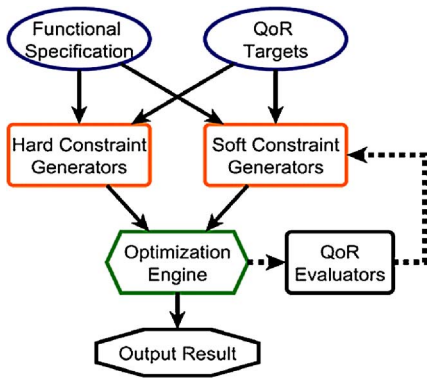 Functional
Specification
QoR
Targets
Hard Constraint
Generators
Soft Constraint
Generators
Optimization
Engine
QoR
Evaluators
Output Result